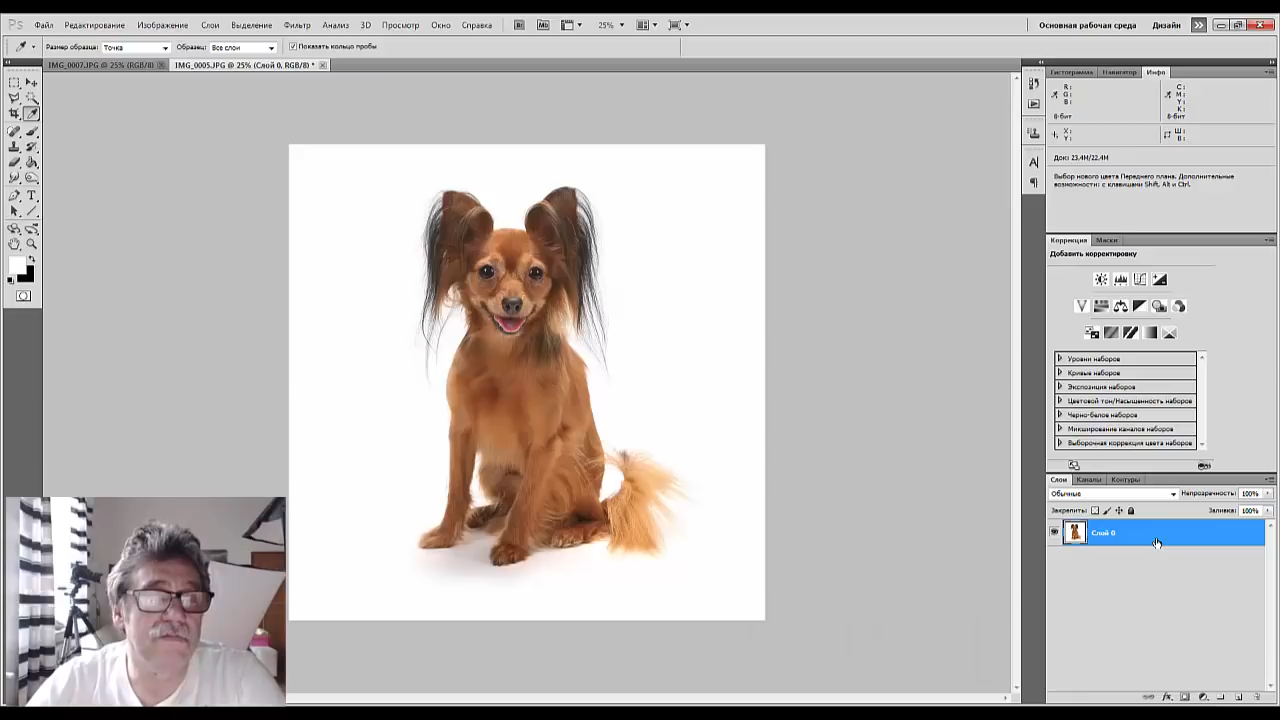 Ps Файл Редактирование Изображение Слои Выделение Фильтр Анализ 3D Просмотр Окно Справка Br Mb 25% Основная рабочая среда Дизайн
Размер образца: Точка Образец: Все слои Показать кольцо пробы
IMG_0007.JPG @ 25% (RGB/8) IMG_0005.JPG @ 25% (Слой 0, RGB/8) *
Гистограмма Навигатор Инфо
R: C:
G: M:
B: Y:
K:
8-бит 8-бит
X: Ш:
Y: В:
Док: 23.4M/22.4M
Выбор нового цвета Переднего плана. Дополнительные
возможности: с клавишами Shift, Alt и Ctrl.
Коррекция Маски
Добавить корректировку
Уровни наборов
Кривые наборов
Экспозиция наборов
Цветовой тон/Насыщенность наборов
Черно-белое наборов
Микширование каналов наборов
Выборочная коррекция цвета наборов
Слои Каналы Контуры
Обычные Непрозрачность: 100%
Закрепить: Заливка: 100%
Слой 0